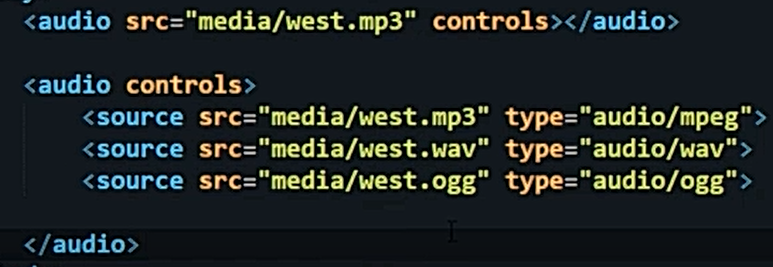 <audio src="media/west.mp3" controls></audio>
<audio controls>
<source src="media/west.mp3" type="audio/mpeg">
<source src="media/west.wav" type="audio/wav">
<source src="media/west.ogg" type="audio/ogg">
</audio>